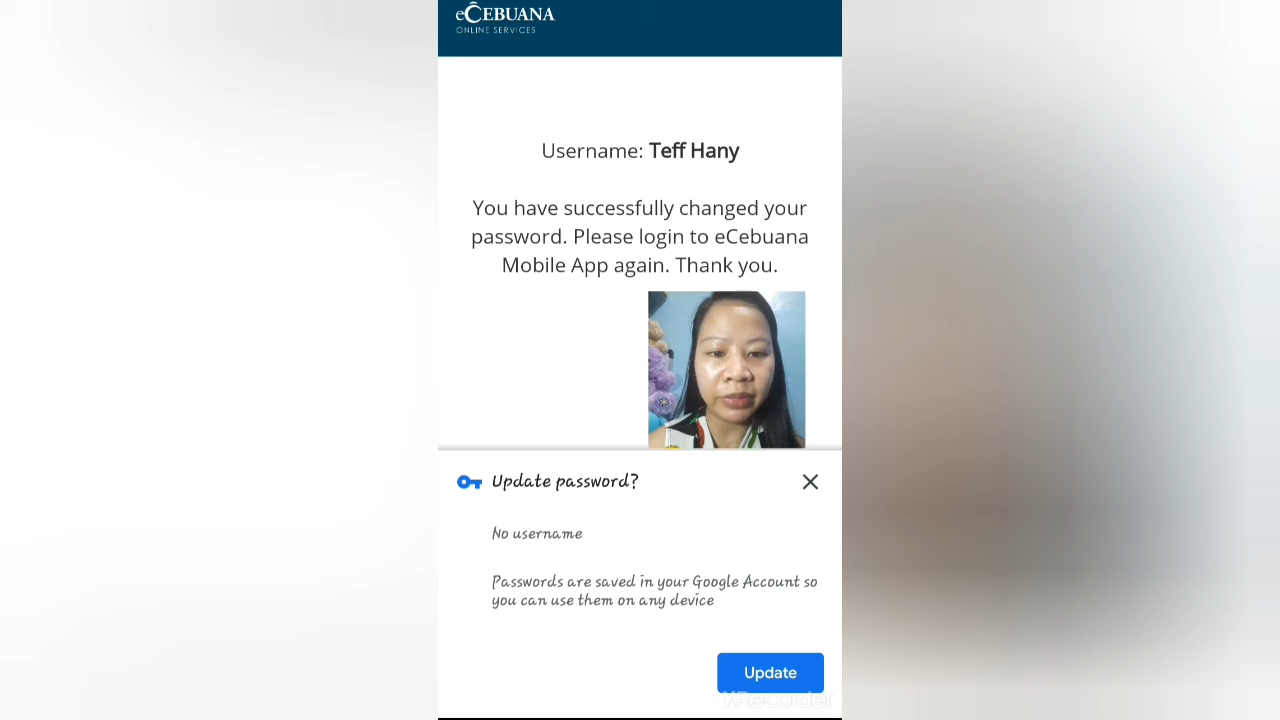 eCEBUANA
ONLINE SERVICES
Username: Teff Hany
You have successfully changed your
password. Please login to eCebuana
Mobile App again. Thank you.
Update password?
No username
Passwords are saved in your Google Account so
you can use them on any device
Update
XRecorder